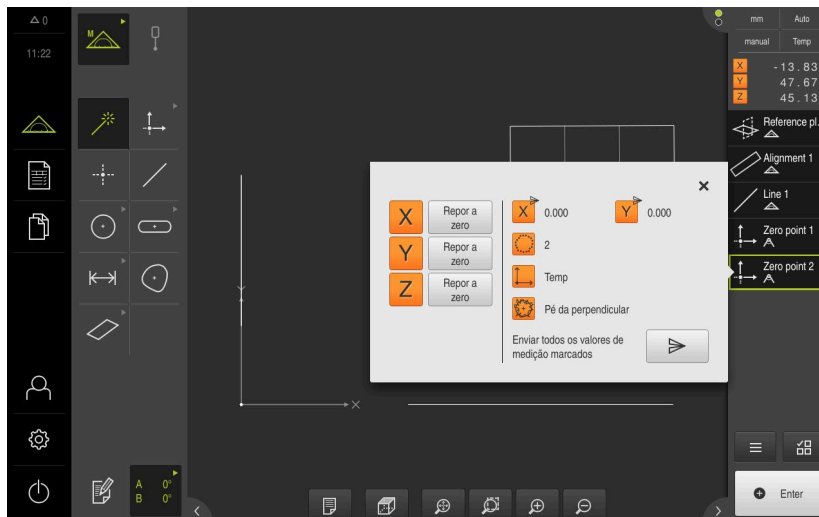 0
mm
Auto
11:22
M
manual
Temp
X -13.83
Y 47.67
Z 45.13
Reference pl.
Alignment 1
Line 1
Zero point 1
Zero point 2
X
Repor a
zero
Y
Repor a
zero
Z
Repor a
zero
X 0.000
Y 0.000
2
Temp
Pé da perpendicular
Enviar todos os valores de
medição marcados
Y
X
A 0°
B 0°
Enter